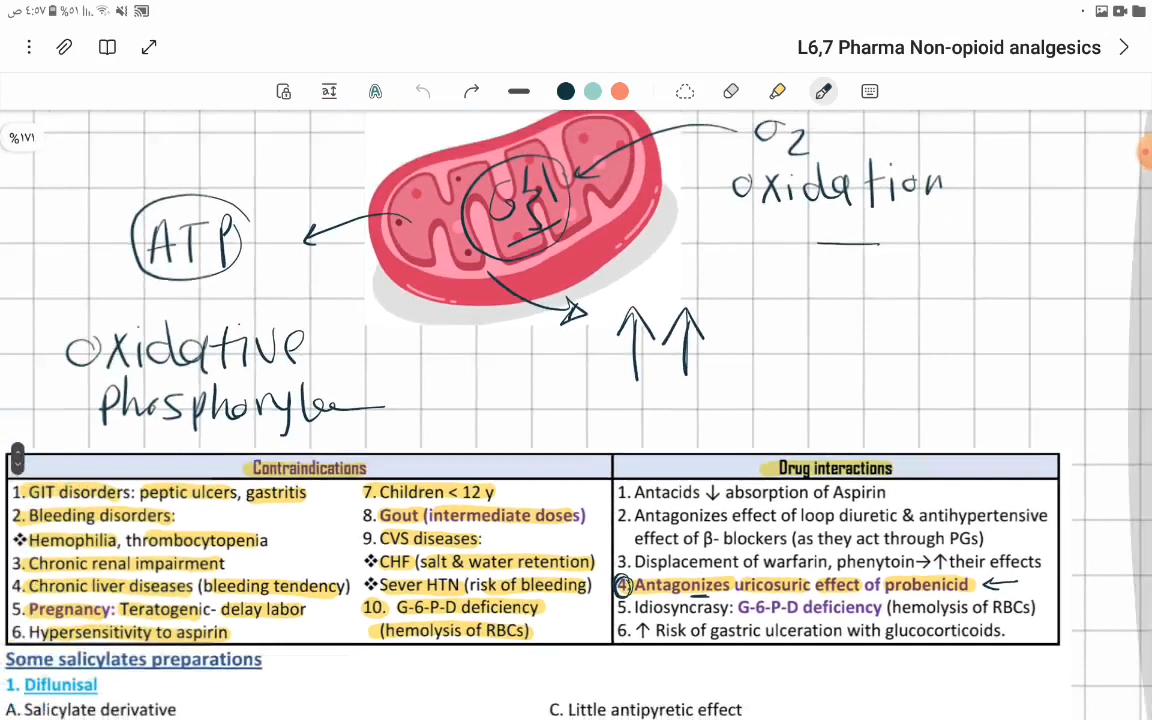 ٤:٥٧ ص
%٥١
L6,7 Pharma Non-opioid analgesics
%١٧١
O2
oxidation
ATP
oxidative
Contraindications
1. GIT disorders: peptic ulcers, gastritis
2. Bleeding disorders:
❖Hemophilia, thrombocytopenia
3. Chronic renal impairment
4. Chronic liver diseases (bleeding tendency)
5. Pregnancy: Teratogenic- delay labor
6. Hypersensitivity to aspirin
7. Children < 12 y
8. Gout (intermediate doses)
9. CVS diseases:
❖CHF (salt & water retention)
❖Sever HTN (risk of bleeding)
10. G-6-P-D deficiency
(hemolysis of RBCs)
Drug interactions
1. Antacids ↓ absorption of Aspirin
2. Antagonizes effect of loop diuretic & antihypertensive
effect of β- blockers (as they act through PGs)
3. Displacement of warfarin, phenytoin→↑their effects
4. Antagonizes uricosuric effect of probenicid
5. Idiosyncrasy: G-6-P-D deficiency (hemolysis of RBCs)
6. ↑ Risk of gastric ulceration with glucocorticoids.
Some salicylates preparations
1. Diflunisal
A. Salicylate derivative
C. Little antipyretic effect